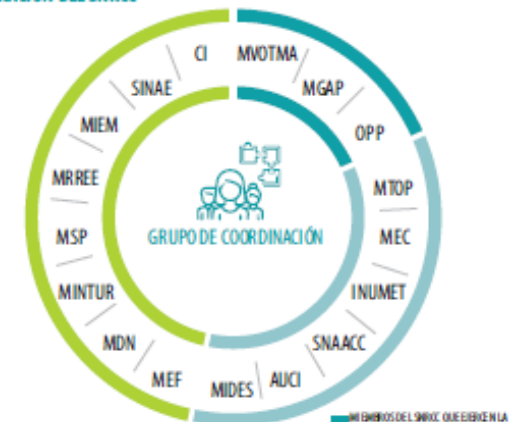 CI
MVOTMA
SINAE
MGAP
MIEM
OPP
MRREE
MTOP
MSP
GRUPO DE COORDINACIÓN
MEC
MINTUR
INUMET
MDN
SNAACC
MEF
MIDES
AUCI
MIEMBROS DEL SNRCC QUE EJERCEN LA